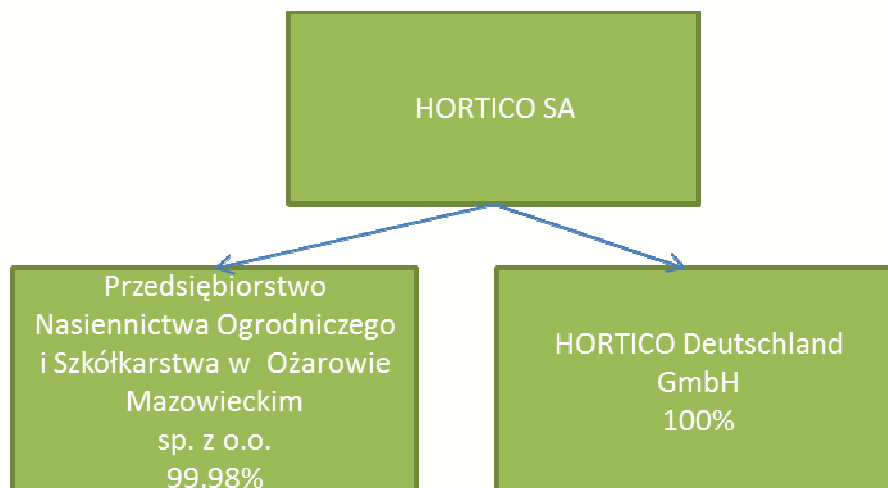 HORTICO SA
Przedsiębiorstwo
Nasiennictwa Ogrodniczego
i Szkółkarstwa w Ożarowie
Mazowieckim
sp. z o.o.
99,98%
HORTICO Deutschland
GmbH
100%